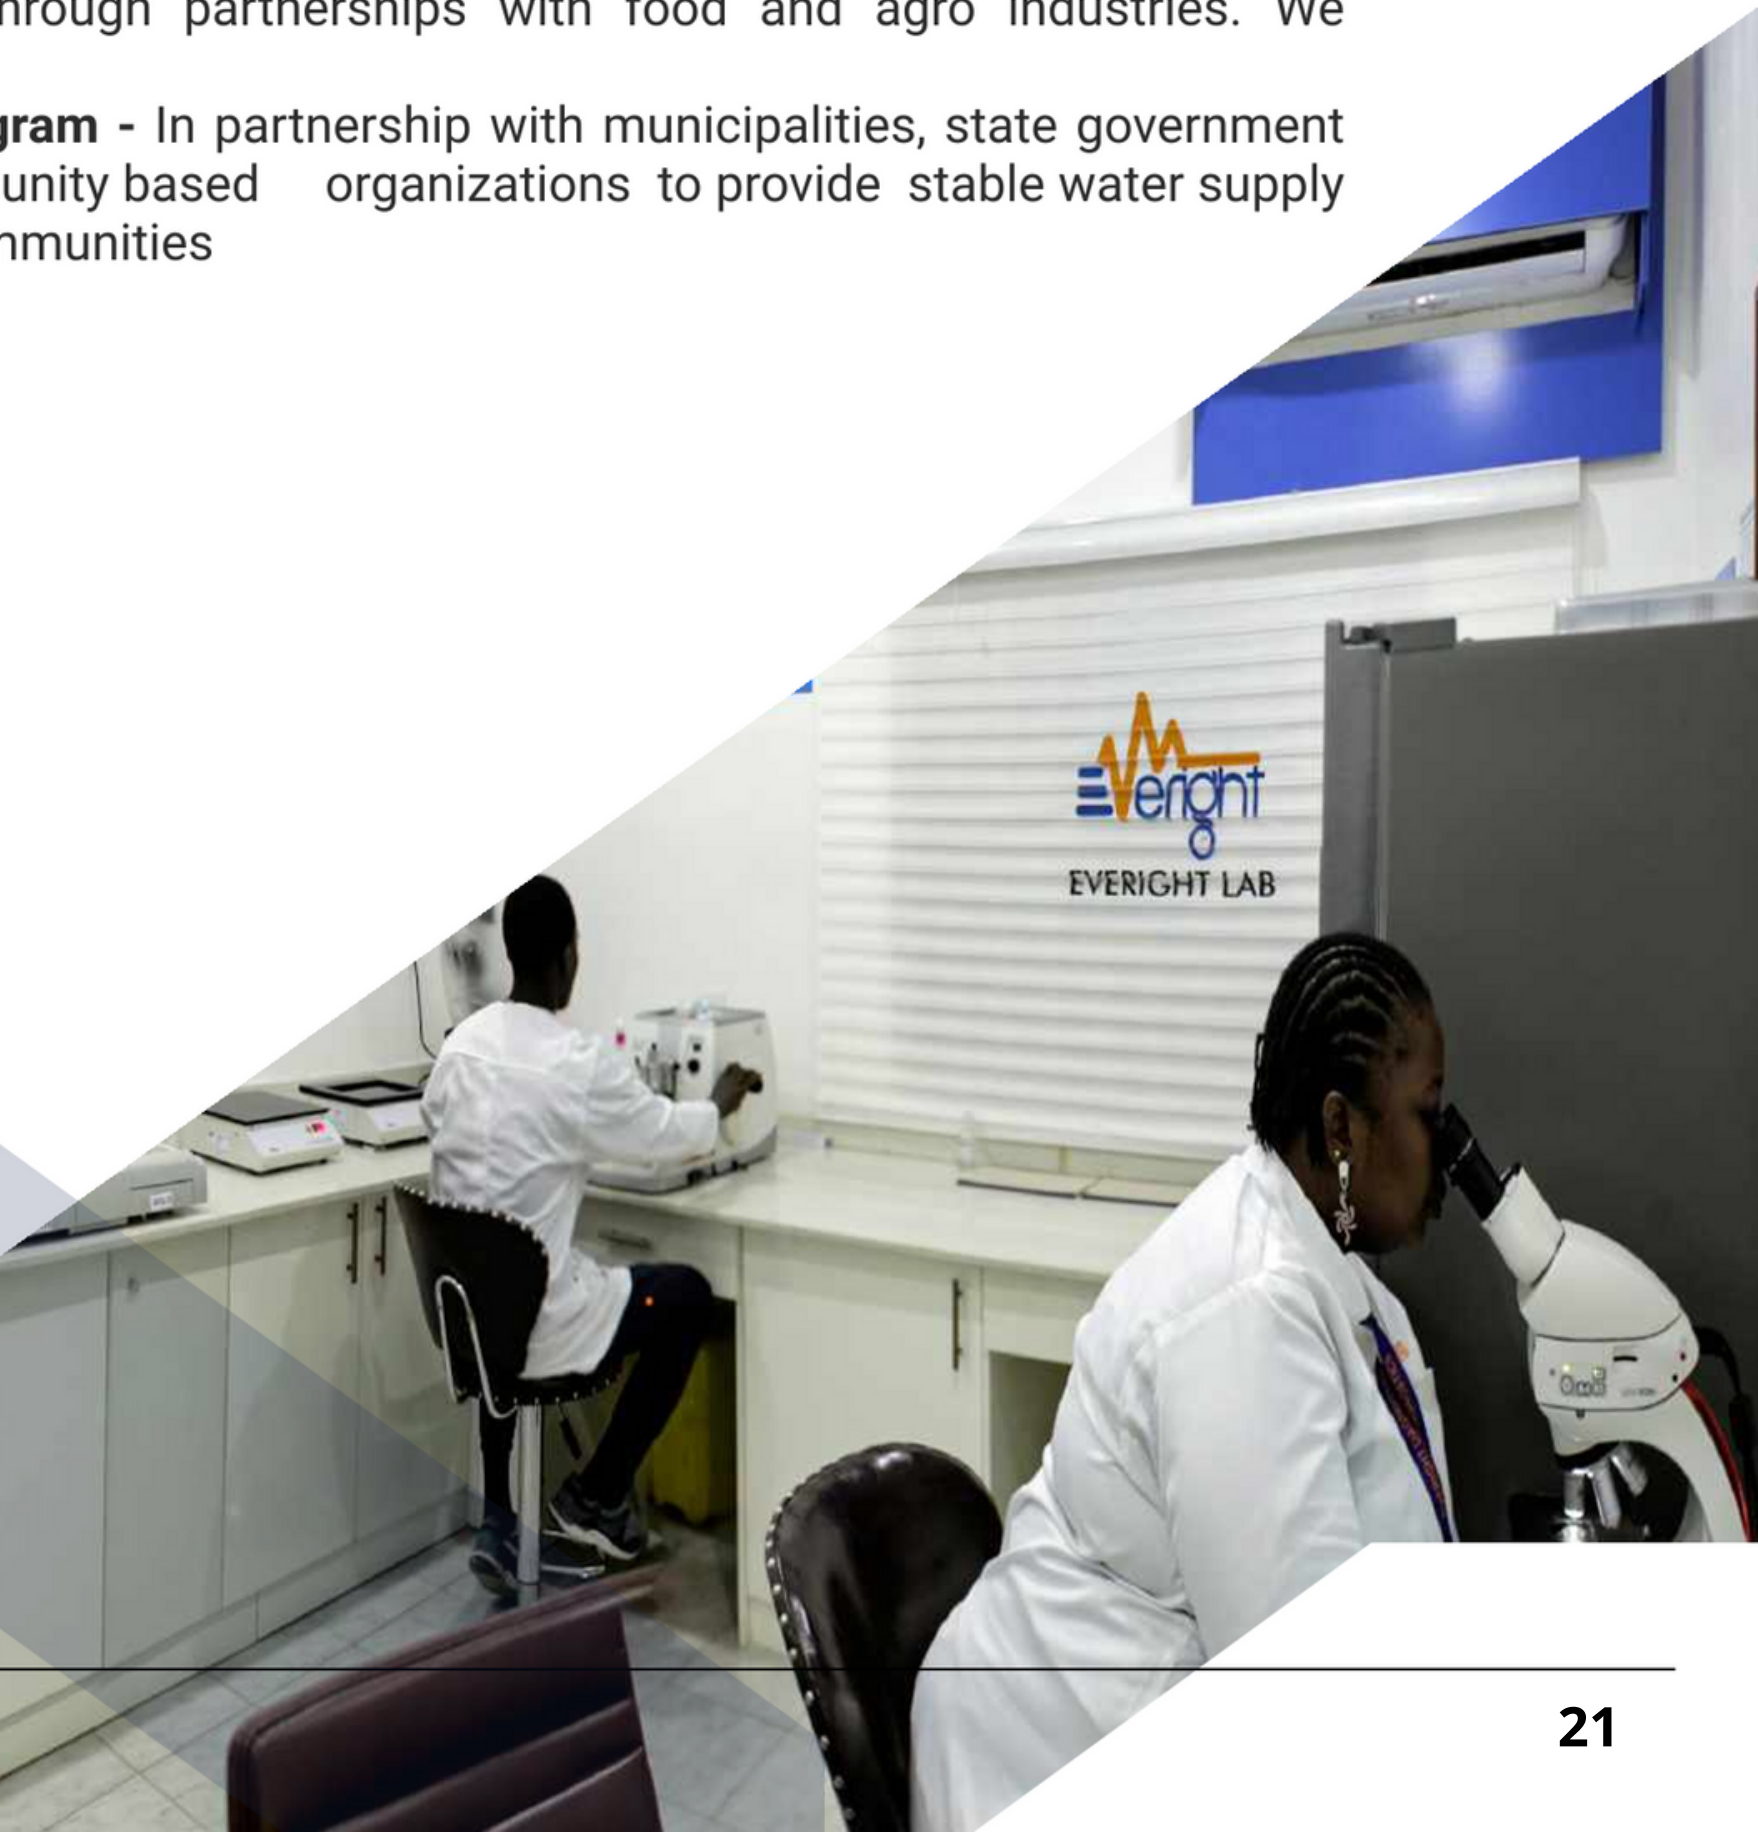 hrough partnerships with food and agro industries. We
gram - In partnership with municipalities, state government
unity based organizations to provide stable water supply
mmunities
Everight
EVERIGHT LAB
21